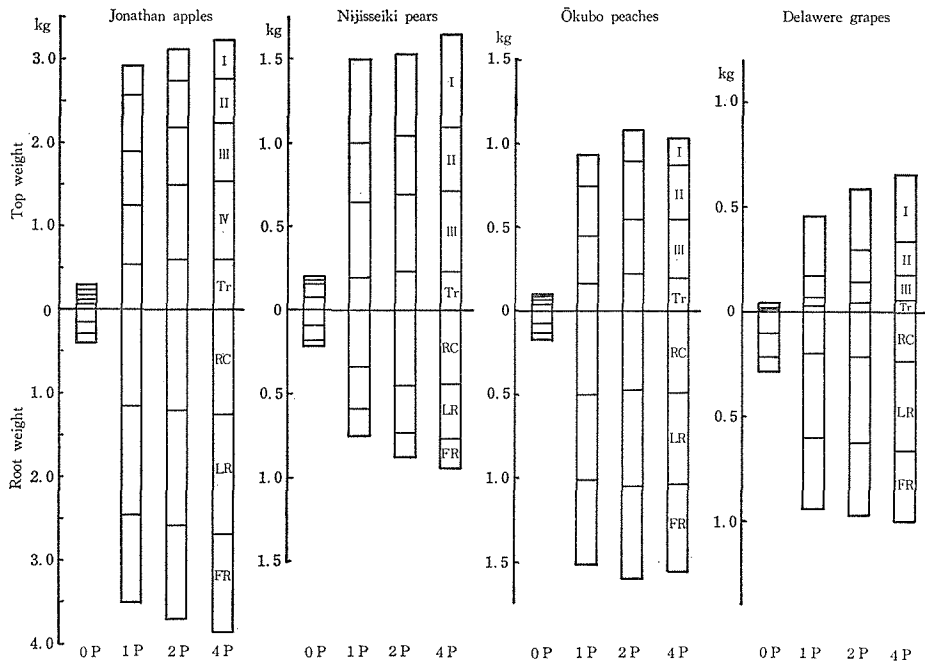 Jonathan apples
kg
3.0
2.0
1.0
0
1.0
2.0
3.0
4.0
Top weight
Root weight
I
II
III
IV
Tr
RC
LR
FR
0 P
1 P
2 P
4 P
Nijisseiki pears
kg
1.5
1.0
0.5
0
0.5
1.0
1.5
I
II
III
Tr
RC
LR
FR
0 P
1 P
2 P
4 P
Ōkubo peaches
kg
1.5
1.0
0.5
0
0.5
1.0
1.5
I
II
III
Tr
RC
LR
FR
0 P
1 P
2 P
4 P
Delawere grapes
kg
1.0
0.5
0
0.5
1.0
I
II
III
Tr
RC
LR
FR
0 P
1 P
2 P
4 P